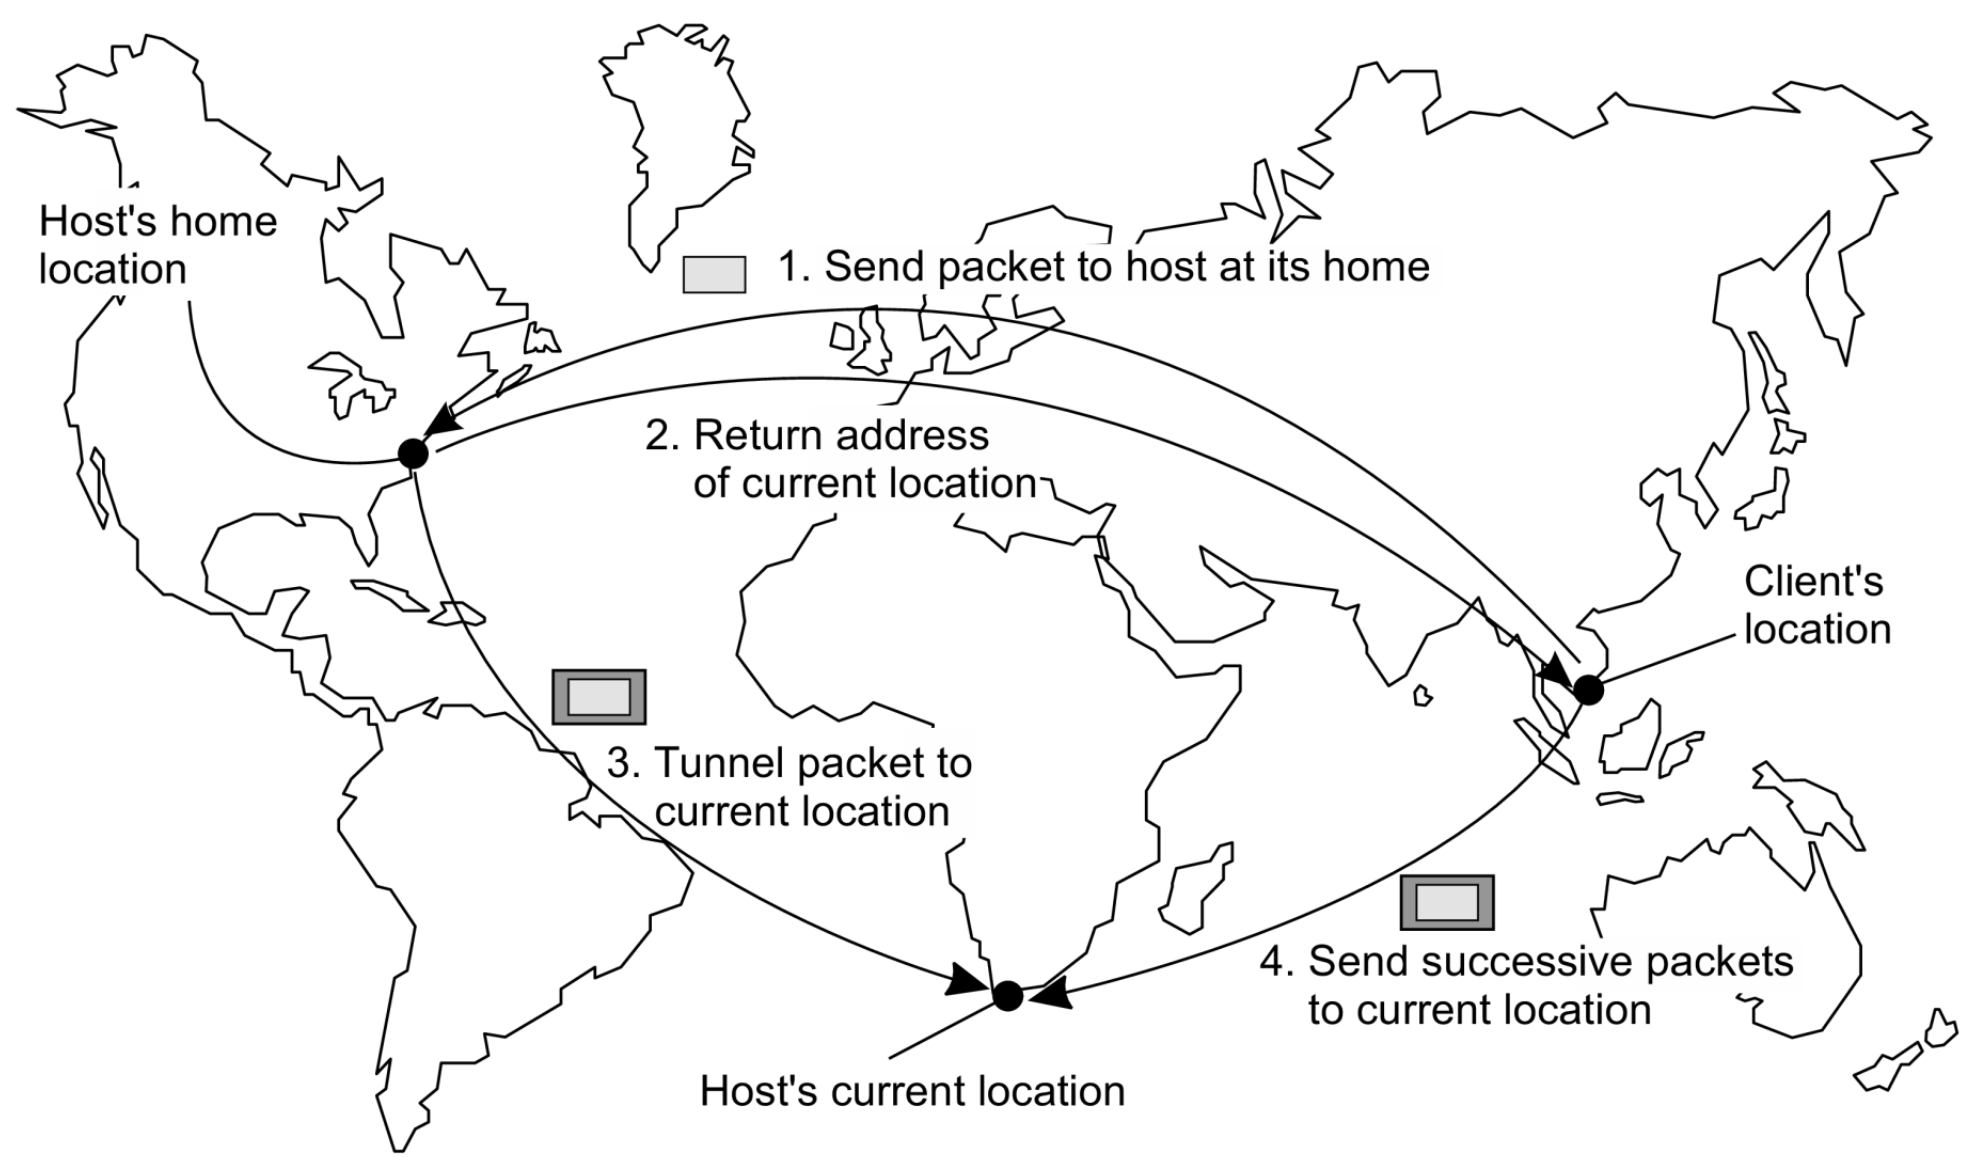 Host's home
location
1. Send packet to host at its home
2. Return address
of current location
Client's
location
3. Tunnel packet to
current location
4. Send successive packets
to current location
Host's current location